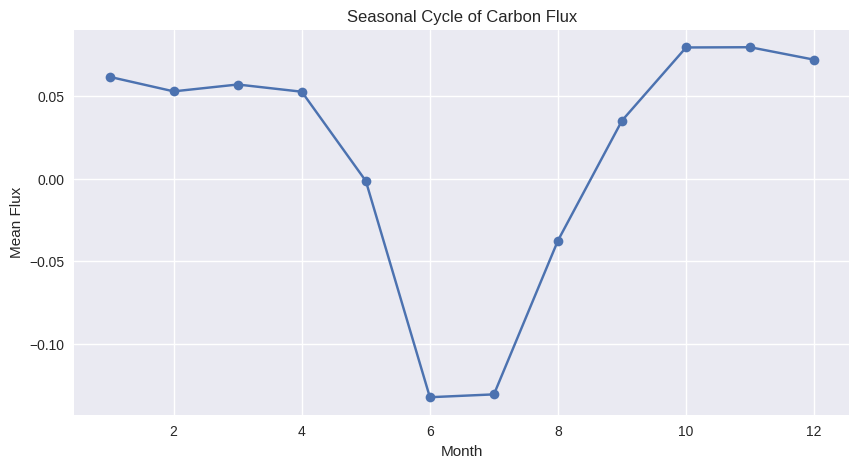 Seasonal Cycle of Carbon Flux
Mean Flux
0.05
0.00
−0.05
−0.10
2 4 6 8 10 12
Month